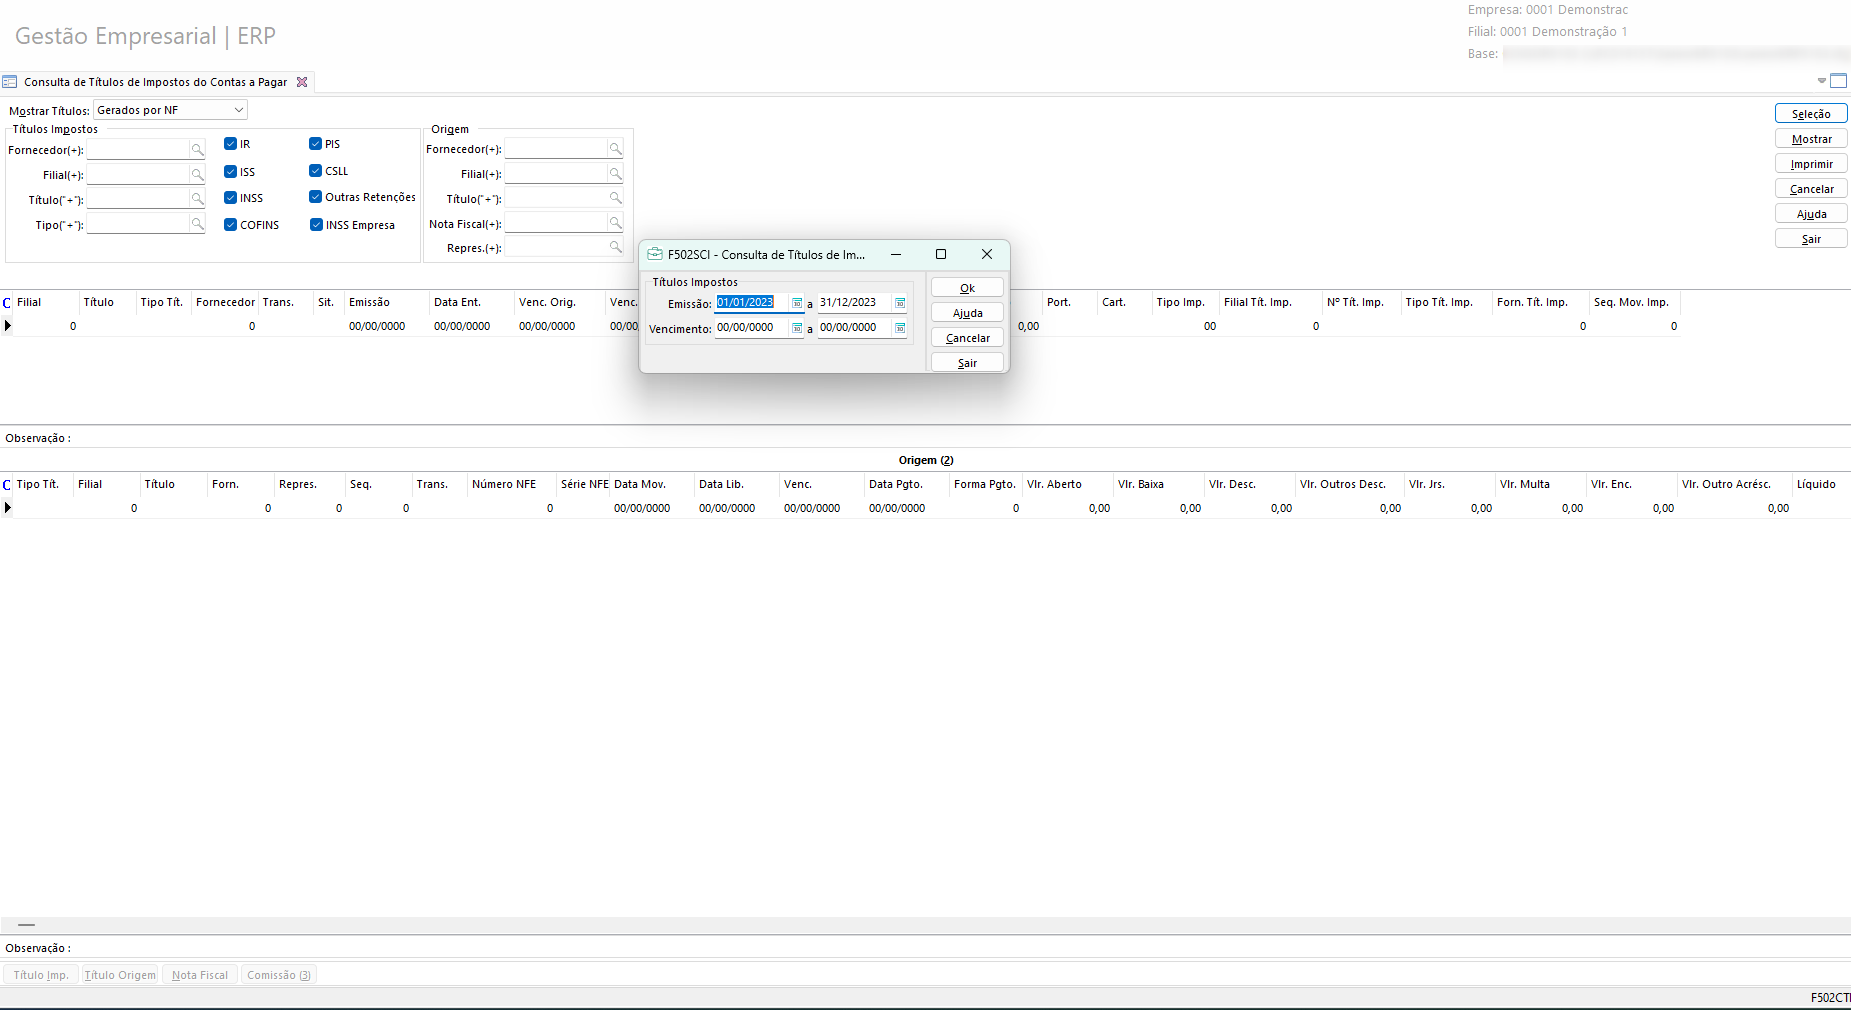 Gestão Empresarial | ERP
Empresa: 0001 Demonstrac
Filial: 0001 Demonstração 1
Base:
Consulta de Títulos de Impostos do Contas a Pagar
Mostrar Títulos: Gerados por NF
Títulos Impostos
Fornecedor(+):
Filial(+):
Título("+"):
Tipo("+"):
IR
ISS
INSS
COFINS
PIS
CSLL
Outras Retenções
INSS Empresa
Origem
Fornecedor(+):
Filial(+):
Título("+"):
Nota Fiscal(+):
Repres.(+):
Seleção
Mostrar
Imprimir
Cancelar
Ajuda
Sair
F502SCI - Consulta de Títulos de Im...
Títulos Impostos
Emissão: 01/01/2023 a 31/12/2023
Vencimento: 00/00/0000 a 00/00/0000
Ok
Ajuda
Cancelar
Sair
C Filial Título Tipo Tít. Fornecedor Trans. Sit. Emissão Data Ent. Venc. Orig. Venc. Port. Cart. Tipo Imp. Filial Tít. Imp. Nº Tít. Imp. Tipo Tít. Imp. Forn. Tít. Imp. Seq. Mov. Imp.
0 0 00/00/0000 00/00/0000 00/00/0000 00/00 0,00 00 0 0 0
Observação :
Origem (2)
C Tipo Tít. Filial Título Forn. Repres. Seq. Trans. Número NFE Série NFE Data Mov. Data Lib. Venc. Data Pgto. Forma Pgto. Vlr. Aberto Vlr. Baixa Vlr. Desc. Vlr. Outros Desc. Vlr. Jrs. Vlr. Multa Vlr. Enc. Vlr. Outro Acrésc. Líquido
0 0 0 0 0 00/00/0000 00/00/0000 00/00/0000 00/00/0000 0 0,00 0,00 0,00 0,00 0,00 0,00 0,00 0,00
Observação :
Título Imp. Título Origem Nota Fiscal Comissão (3)
F502CTI